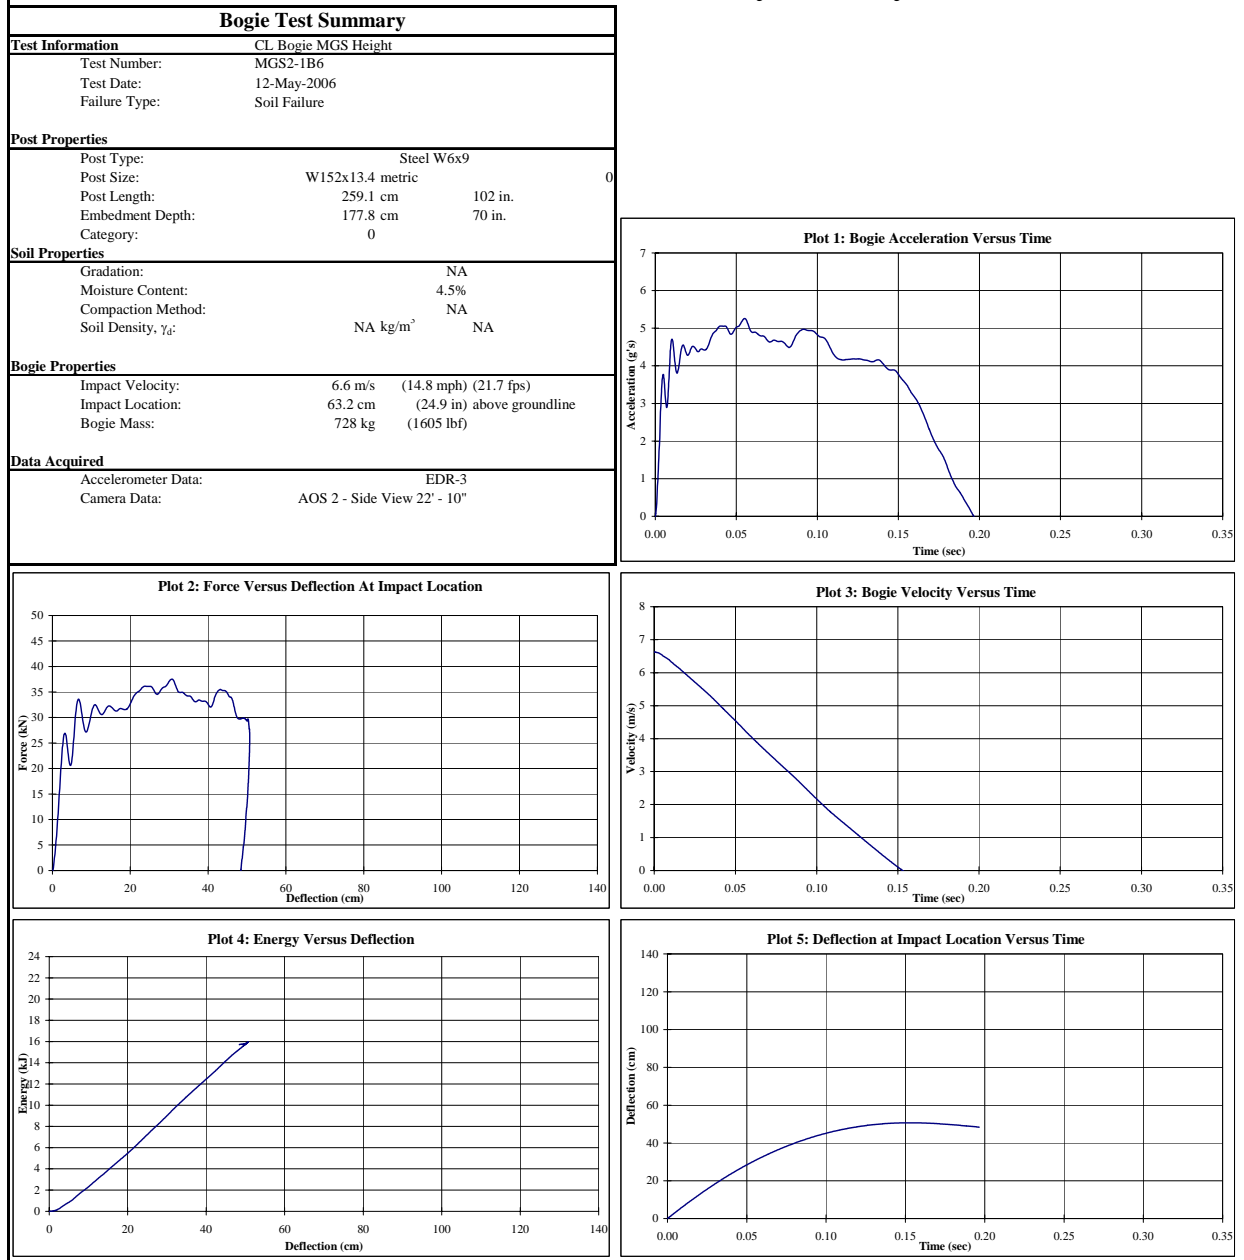 Bogie Test Summary
Test Information CL Bogie MGS Height
Test Number: MGS2-1B6
Test Date: 12-May-2006
Failure Type: Soil Failure
Post Properties
Post Type: Steel W6x9
Post Size: W152x13.4 metric 0
Post Length: 259.1 cm 102 in.
Embedment Depth: 177.8 cm 70 in.
Category: 0
Soil Properties
Gradation: NA
Moisture Content: 4.5%
Compaction Method: NA
Soil Density, γd: NA kg/m³ NA
Bogie Properties
Impact Velocity: 6.6 m/s (14.8 mph) (21.7 fps)
Impact Location: 63.2 cm (24.9 in) above groundline
Bogie Mass: 728 kg (1605 lbf)
Data Acquired
Accelerometer Data: EDR-3
Camera Data: AOS 2 - Side View 22' - 10"
Plot 1: Bogie Acceleration Versus Time
7
6
5
4
3
2
1
0
Acceleration (g's)
0.00 0.05 0.10 0.15 0.20 0.25 0.30 0.35
Time (sec)
Plot 2: Force Versus Deflection At Impact Location
50
45
40
35
30
25
20
15
10
5
0
Force (kN)
0 20 40 60 80 100 120 140
Deflection (cm)
Plot 3: Bogie Velocity Versus Time
8
7
6
5
4
3
2
1
0
Velocity (m/s)
0.00 0.05 0.10 0.15 0.20 0.25 0.30 0.35
Time (sec)
Plot 4: Energy Versus Deflection
24
22
20
18
16
14
12
10
8
6
4
2
0
Energy (kJ)
0 20 40 60 80 100 120 140
Deflection (cm)
Plot 5: Deflection at Impact Location Versus Time
140
120
100
80
60
40
20
0
Deflection (cm)
0.00 0.05 0.10 0.15 0.20 0.25 0.30 0.35
Time (sec)